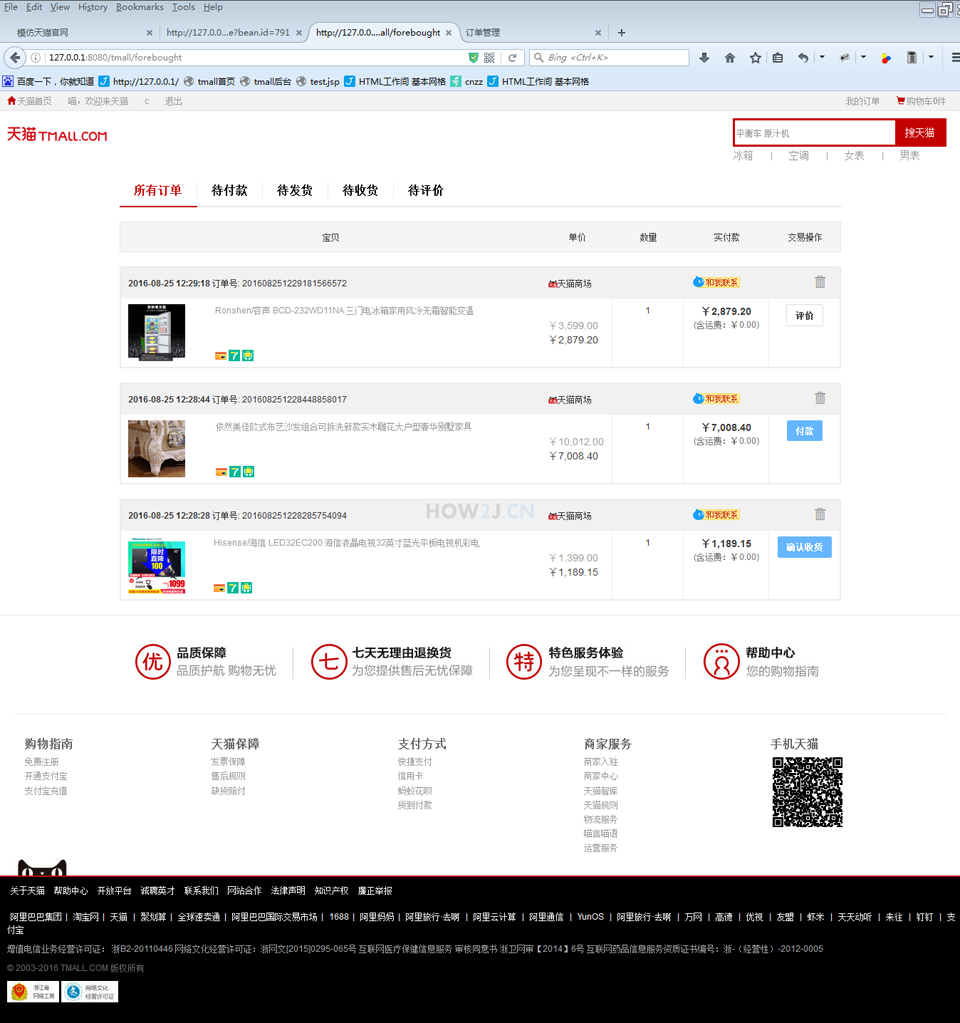 File Edit View History Bookmarks Tools Help
模仿天猫官网 × http://127.0.0...e?bean.id=791 × http://127.0.0....all/forebought × 订单管理 × +
127.0.0.1:8080/tmall/forebought Bing <Ctrl+K>
百度一下，你就知道 http://127.0.0.1/ tmall首页 tmall后台 test.jsp HTML工作间 基本网格 cnzz HTML工作间 基本网格
天猫首页 喵，欢迎来天猫 c 退出 我的订单 购物车0件
天猫 TMALL.COM 平衡车 原汁机 搜天猫
冰箱 | 空调 | 女表 | 男表
所有订单 待付款 待发货 待收货 待评价
宝贝 单价 数量 实付款 交易操作
2016-08-25 12:29:18 订单号: 201608251229181566572 天猫商场 和我联系
Ronshen/容声 BCD-232WD11NA 三门电冰箱家用风冷无霜智能变温 1 ￥2,879.20 评价
￥3,599.00 (含运费：￥0.00)
￥2,879.20
7
2016-08-25 12:28:44 订单号: 201608251228448858017 天猫商场 和我联系
依然美佳欧式布艺沙发组合可拆洗新款实木雕花大户型奢华别墅家具 1 ￥7,008.40 付款
￥10,012.00 (含运费：￥0.00)
￥7,008.40
7
HOW2J.CN
2016-08-25 12:28:28 订单号: 201608251228285754094 天猫商场 和我联系
Hisense/海信 LED32EC200 海信液晶电视32英寸蓝光平板电视机彩电 1 ￥1,189.15 确认收货
￥1,399.00 (含运费：￥0.00)
￥1,189.15
限时
直降
100
1099
7
优 品质保障 七 七天无理由退换货 特 特色服务体验 帮助中心
品质护航 购物无忧 为您提供售后无忧保障 为您呈现不一样的服务 您的购物指南
购物指南 天猫保障 支付方式 商家服务 手机天猫
免费注册 发票保障 快捷支付 商家入驻
开通支付宝 售后规则 信用卡 商家中心
支付宝充值 缺货赔付 蚂蚁花呗 天猫智库
货到付款 天猫规则
物流服务
喵言喵语
运营服务
关于天猫 帮助中心 开放平台 诚聘英才 联系我们 网站合作 法律声明 知识产权 廉正举报
阿里巴巴集团 | 淘宝网 | 天猫 | 聚划算 | 全球速卖通 | 阿里巴巴国际交易市场 | 1688 | 阿里妈妈 | 阿里旅行·去啊 | 阿里云计算 | 阿里通信 | YunOS | 阿里旅行·去啊 | 万网 | 高德 | 优视 | 友盟 | 虾米 | 天天动听 | 来往 | 钉钉 | 支
付宝
增值电信业务经营许可证： 浙B2-20110446 网络文化经营许可证：浙网文[2015]0295-065号 互联网医疗保健信息服务 审核同意书 浙卫网审【2014】6号 互联网药品信息服务资质证书编号：浙-（经营性）-2012-0005
© 2003-2016 TMALL.COM 版权所有
浙江省 网络文化
网络工商 经营许可证